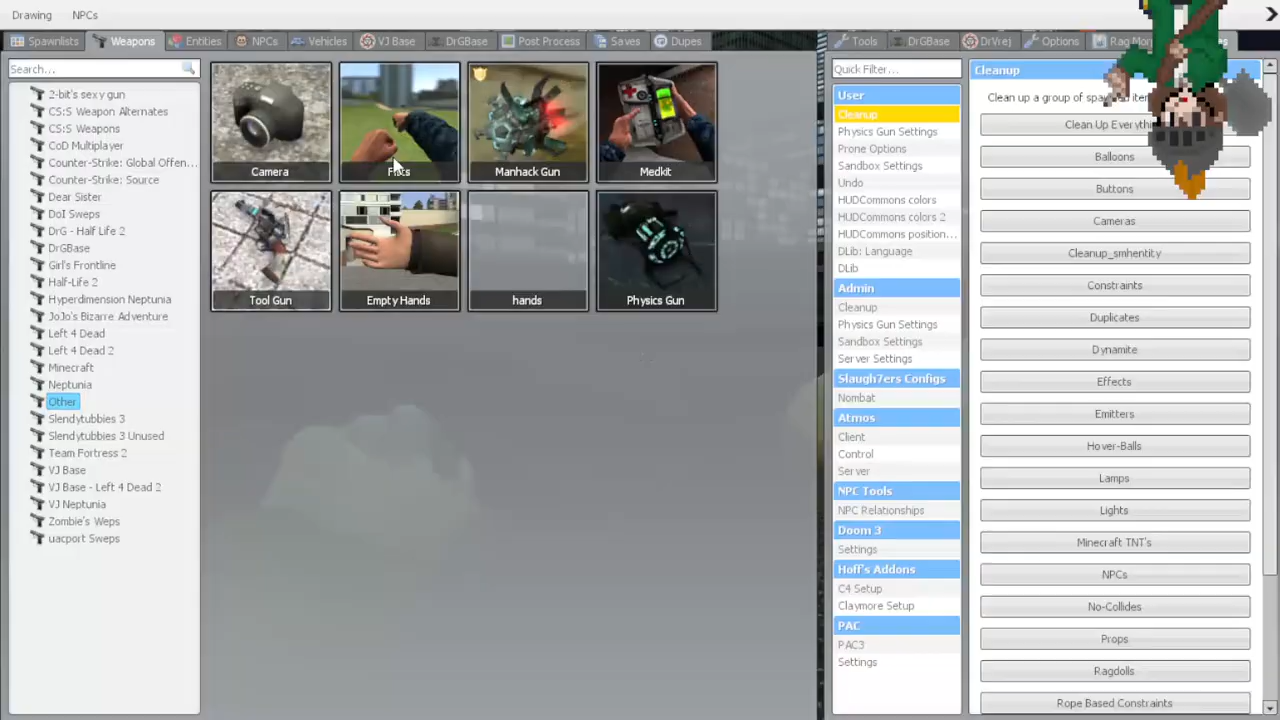 Drawing NPCs
Spawnlists Weapons Entities NPCs Vehicles VJ Base DrGBase Post Process Saves Dupes
Tools DrGBase DrVrej Options
Search...
2-bit's sexy gun
CS:S Weapon Alternates
CS:S Weapons
CoD Multiplayer
Counter-Strike: Global Offen...
Counter-Strike: Source
Dear Sister
DoI Sweps
DrG - Half Life 2
DrGBase
Girl's Frontline
Half-Life 2
Hyperdimension Neptunia
JoJo's Bizarre Adventure
Left 4 Dead
Left 4 Dead 2
Minecraft
Neptunia
Other
Slendytubbies 3
Slendytubbies 3 Unused
Team Fortress 2
VJ Base
VJ Base - Left 4 Dead 2
VJ Neptunia
Zombie's Weps
uacport Sweps
Camera
Fists
Manhack Gun
Medkit
Tool Gun
Empty Hands
hands
Physics Gun
Quick Filter...
User
Cleanup
Physics Gun Settings
Prone Options
Sandbox Settings
Undo
HUDCommons colors
HUDCommons colors 2
HUDCommons position...
DLib: Language
DLib
Admin
Cleanup
Physics Gun Settings
Sandbox Settings
Server Settings
Slaugh7ers Configs
Nombat
Atmos
Client
Control
Server
NPC Tools
NPC Relationships
Doom 3
Settings
Hoff's Addons
C4 Setup
Claymore Setup
PAC
PAC3
Settings
Cleanup
Clean up a group of
Clean Up
Balloons
Buttons
Cameras
Cleanup_smhentity
Constraints
Duplicates
Dynamite
Effects
Emitters
Hover-Balls
Lamps
Lights
Minecraft TNT's
NPCs
No-Collides
Props
Ragdolls
Rope Based Constraints